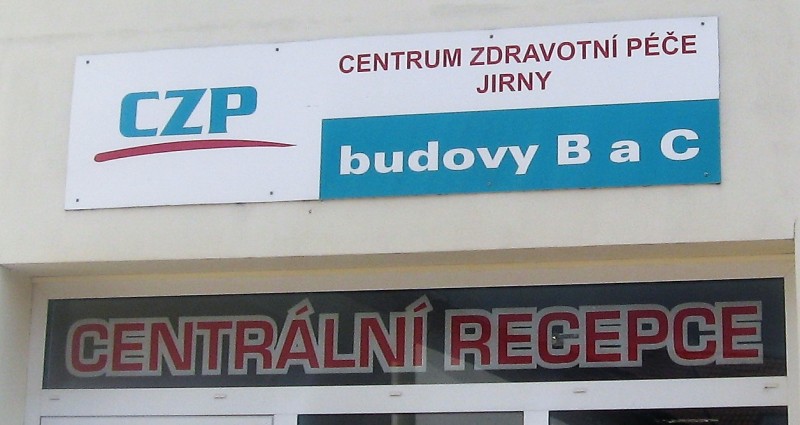 CZP
CENTRUM ZDRAVOTNÍ PÉČE
JIRNY
budovy B a C
CENTRÁLNÍ RECEPCE